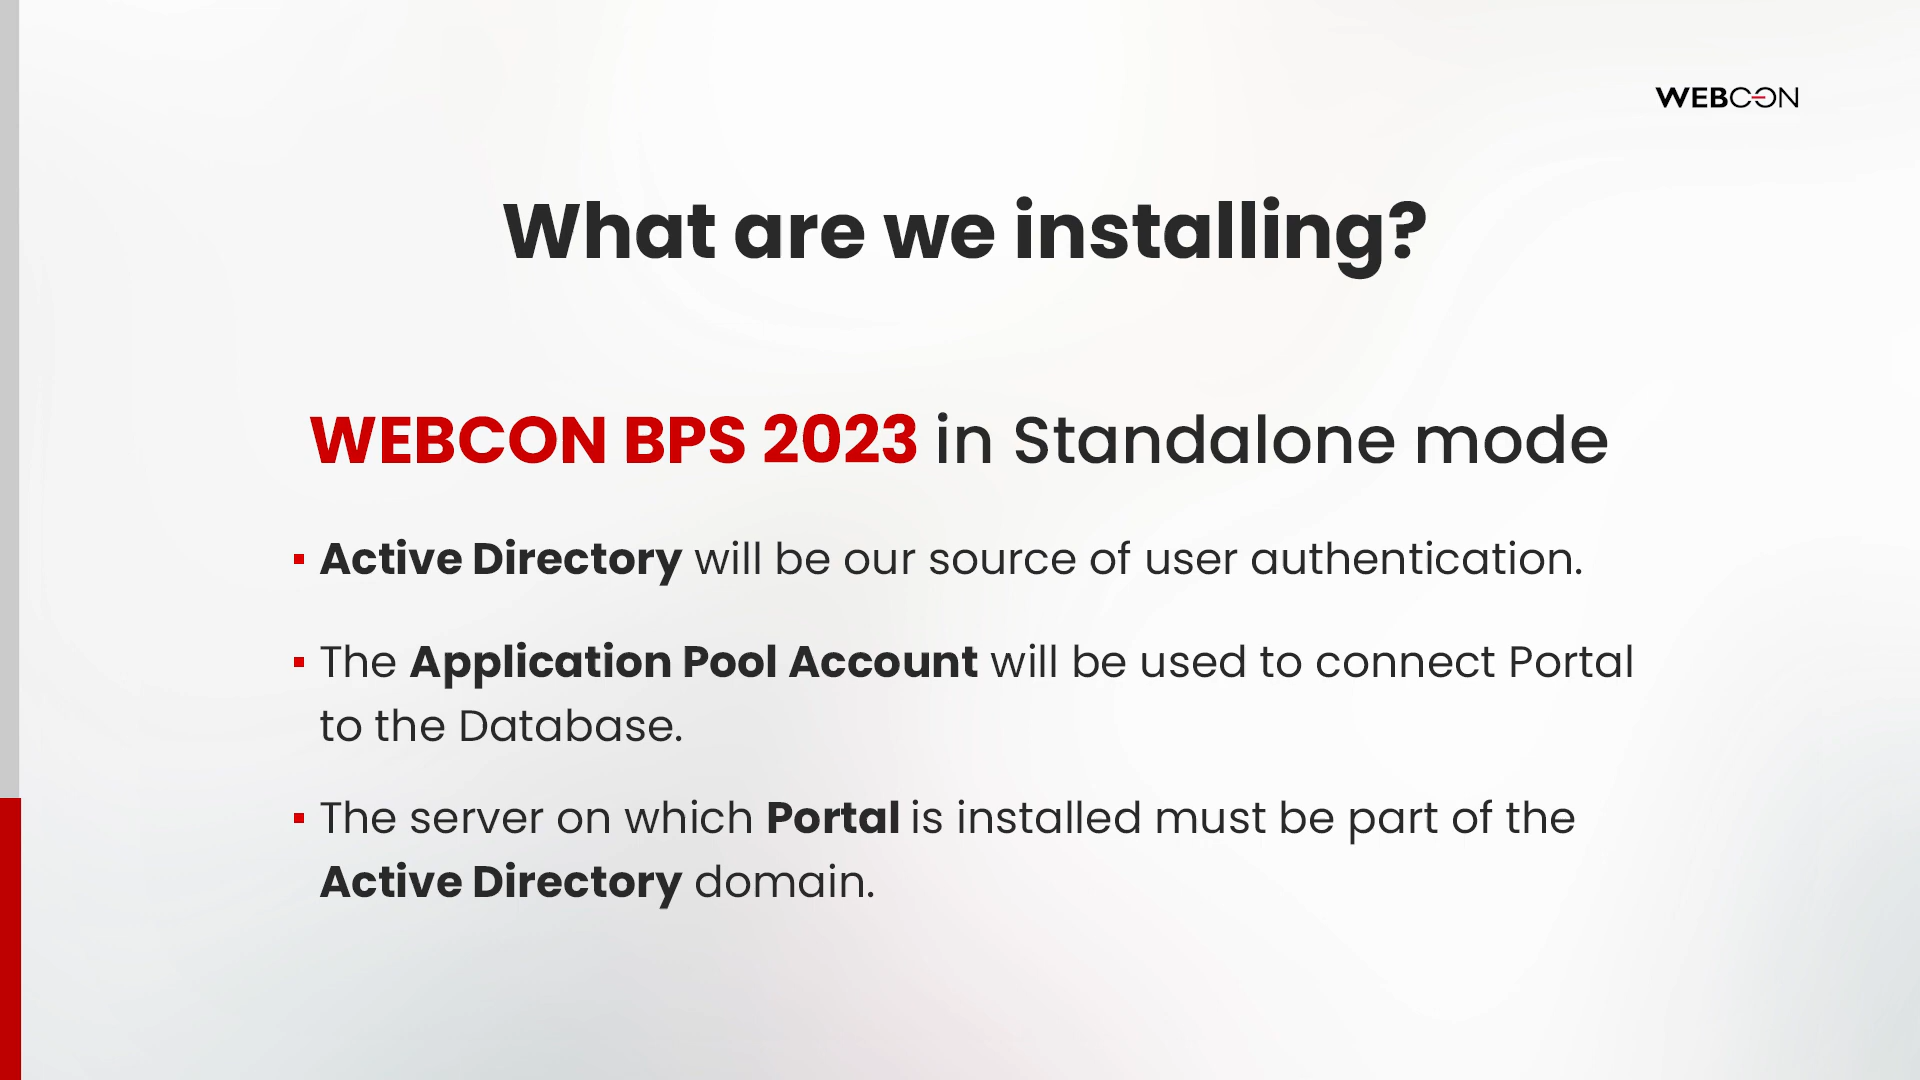 WEBCON
What are we installing?
WEBCON BPS 2023 in Standalone mode
▪ Active Directory will be our source of user authentication.
▪ The Application Pool Account will be used to connect Portal
to the Database.
▪ The server on which Portal is installed must be part of the
Active Directory domain.